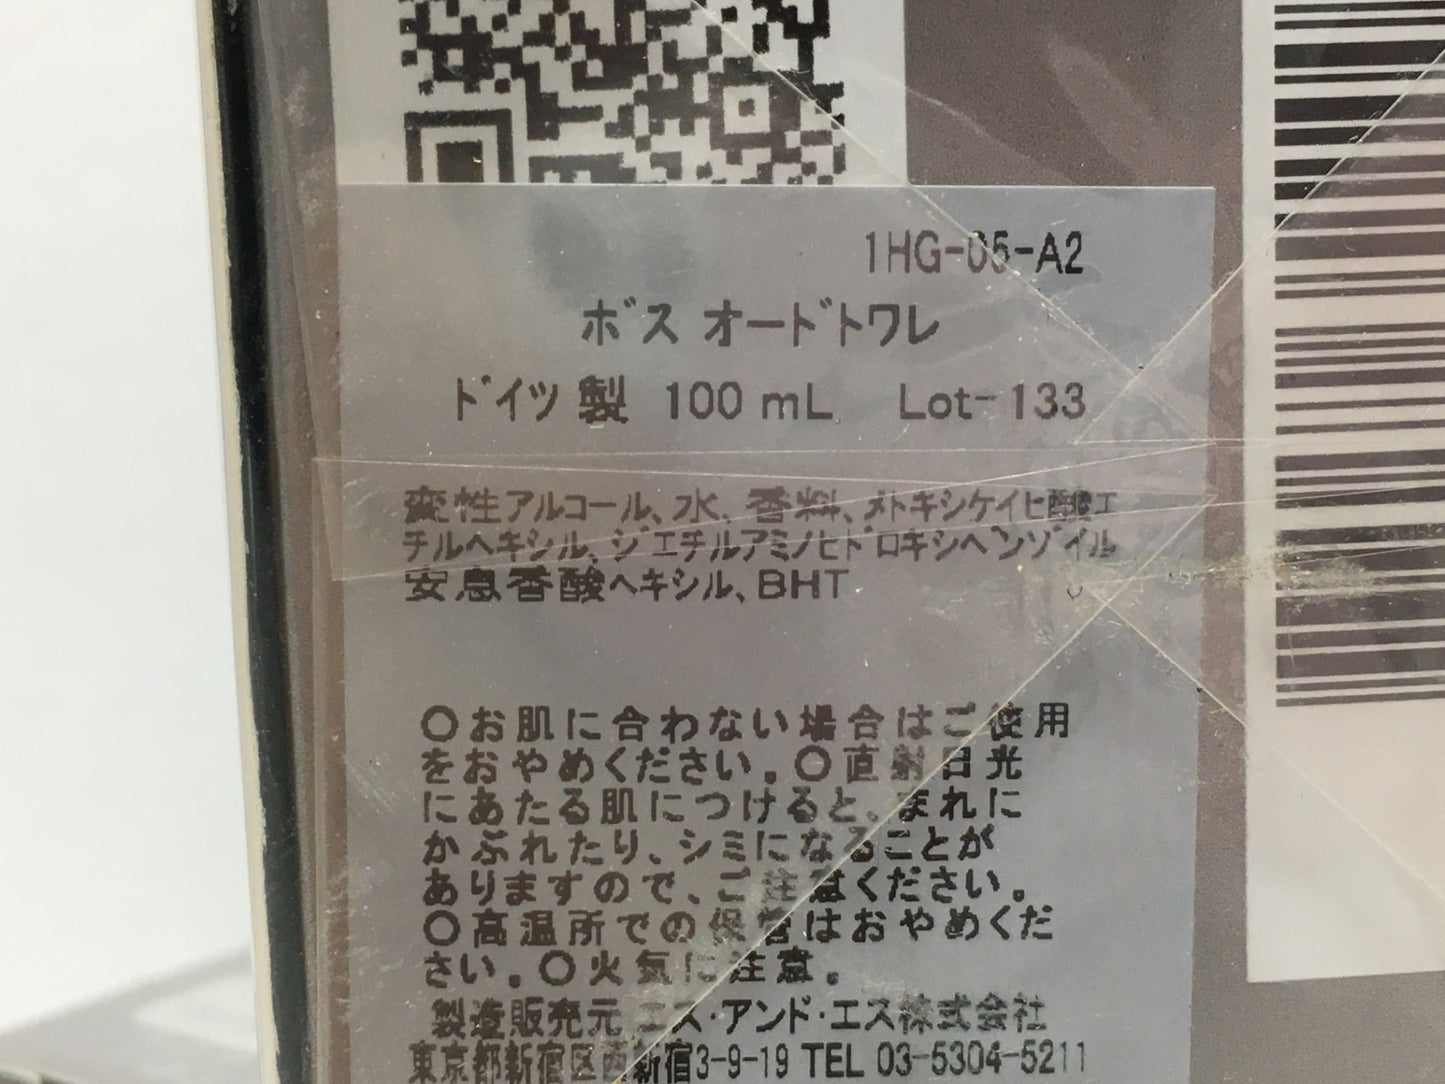 1HG-05-A2
ボス オードトワレ
ドイツ製 100 mL Lot-133
変性アルコール、水、香料、メトキシケイヒ酸エ
チルヘキシル、ジエチルアミノヒドロキシベンゾイル
安息香酸ヘキシル、BHT
○お肌に合わない場合はご使用
をおやめください。○直射日光
にあたる肌につけると、まれに
かぶれたり、シミになることが
ありますので、ご注意ください。
○高温所での保管はおやめくだ
さい。○火気に注意。
製造販売元 エス・アンド・エス株式会社
東京都新宿区西新宿3-9-19 TEL 03-5304-5211